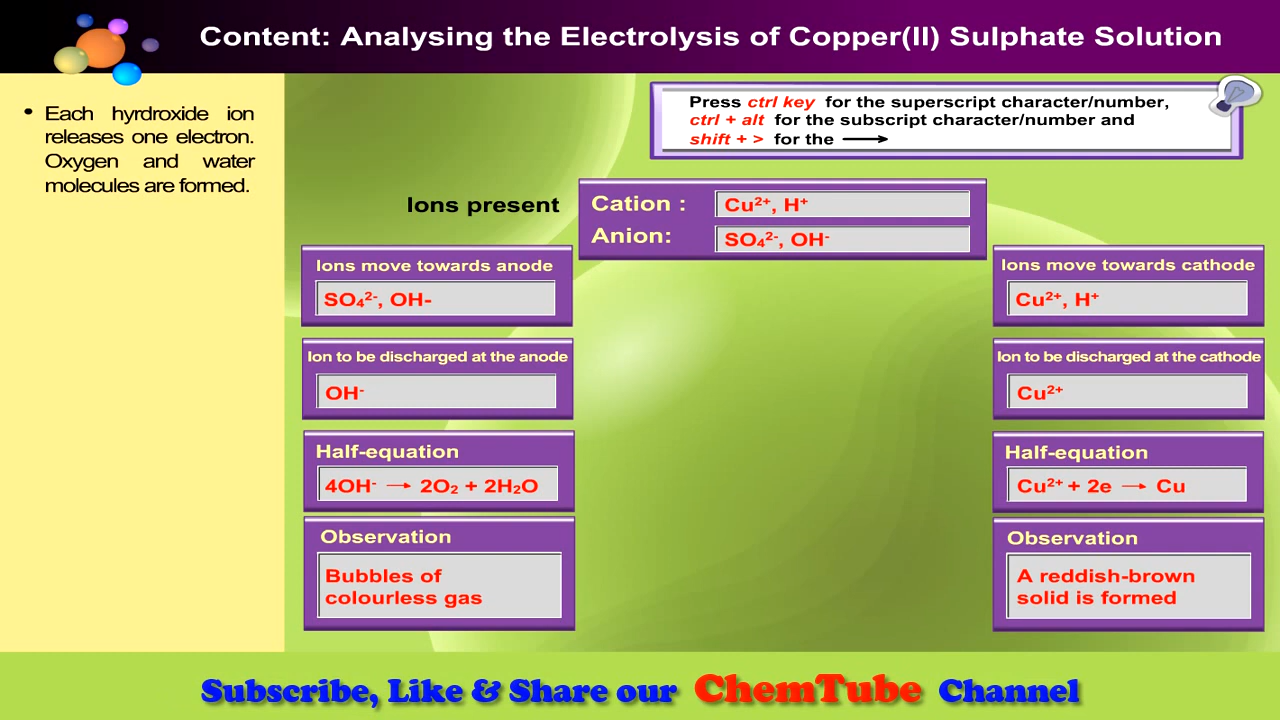 Content: Analysing the Electrolysis of Copper(II) Sulphate Solution
• Each hyrdroxide ion
releases one electron.
Oxygen and water
molecules are formed.
Press ctrl key for the superscript character/number,
ctrl + alt for the subscript character/number and
shift + > for the ⟶
Ions present
Cation : Cu²⁺, H⁺
Anion: SO₄²⁻, OH⁻
Ions move towards anode
SO₄²⁻, OH-
Ion to be discharged at the anode
OH⁻
Half-equation
4OH⁻ → 2O₂ + 2H₂O
Observation
Bubbles of
colourless gas
Ions move towards cathode
Cu²⁺, H⁺
Ion to be discharged at the cathode
Cu²⁺
Half-equation
Cu²⁺ + 2e → Cu
Observation
A reddish-brown
solid is formed
Subscribe, Like & Share our ChemTube Channel